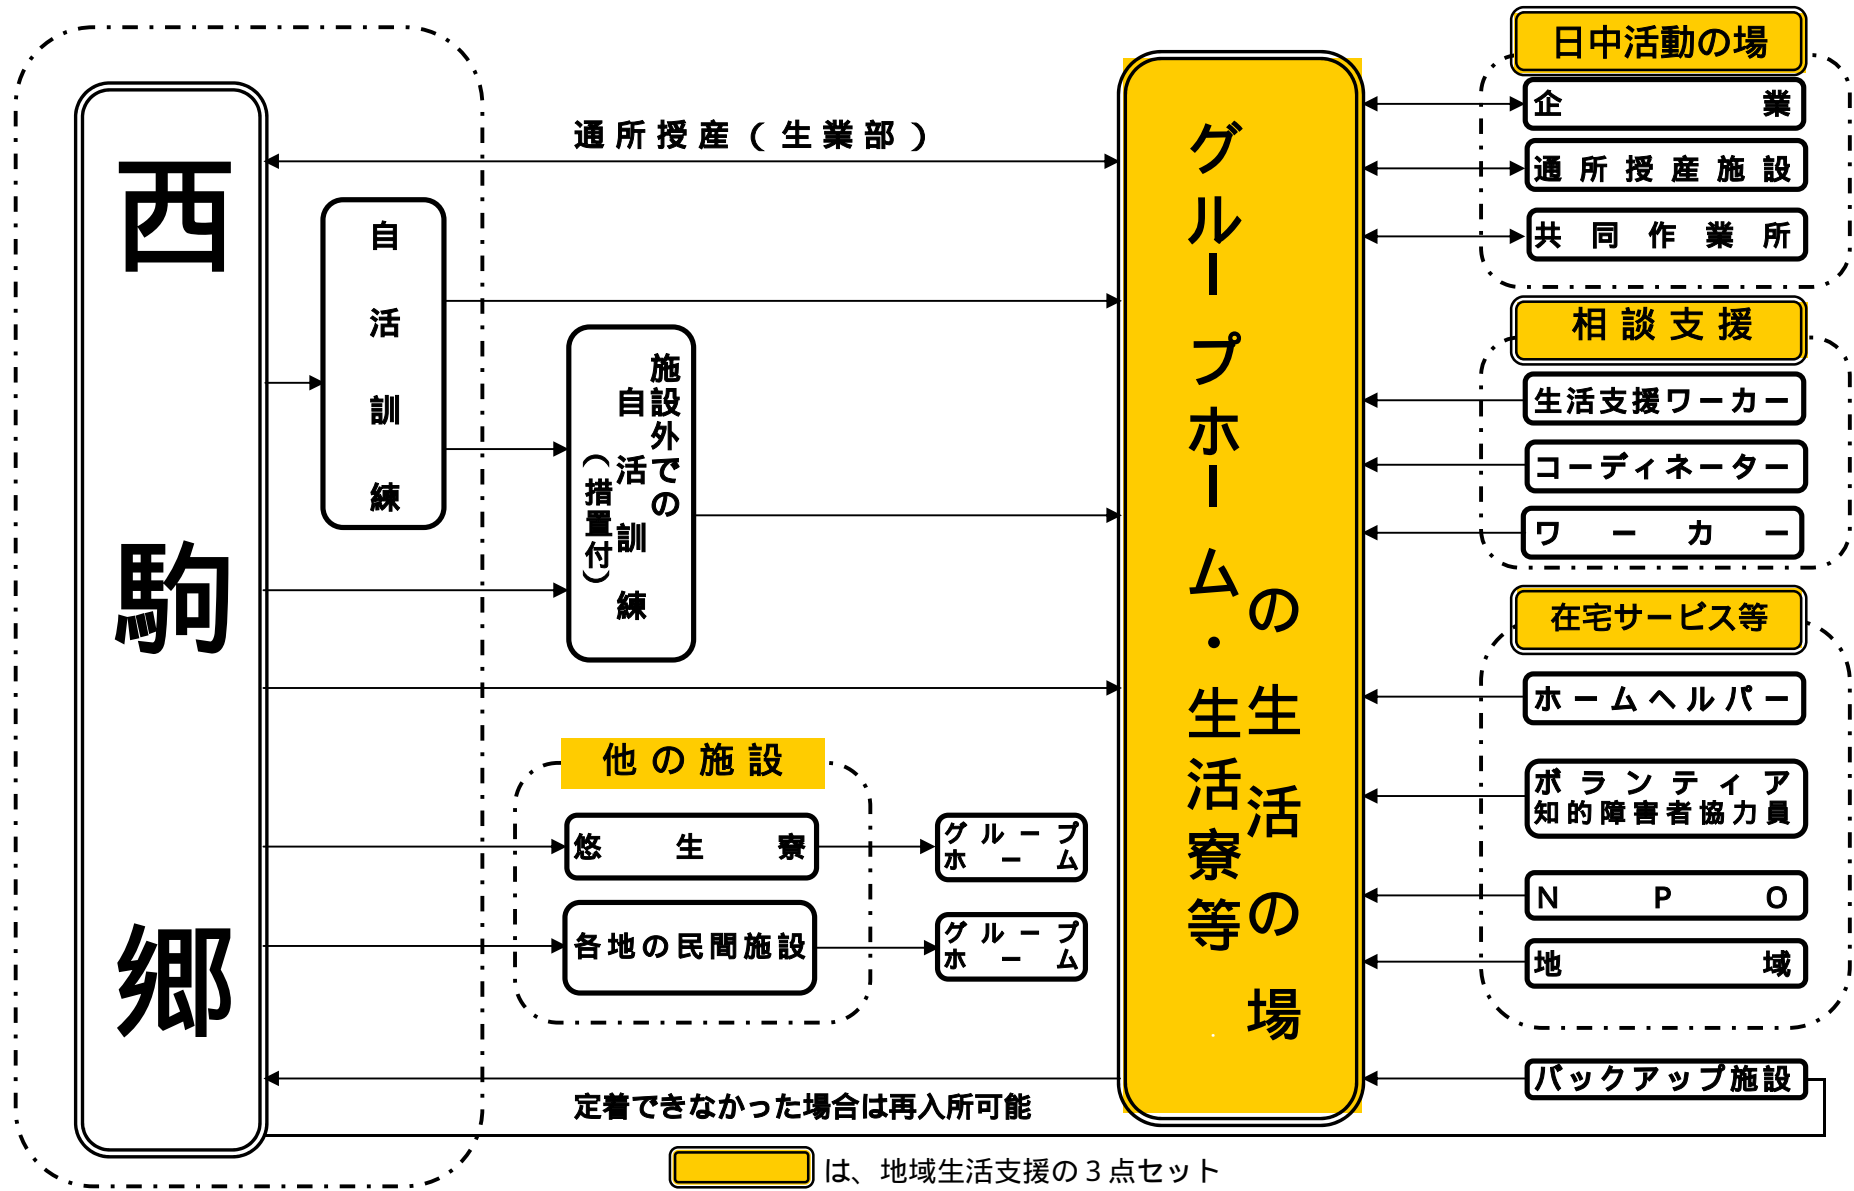 西駒郷
通所授産(生業部)
自活訓練
施設外での
自活訓練
(措置付)
他の施設
悠生寮
各地の民間施設
グループ
ホーム
グループ
ホーム
定着できなかった場合は再入所可能
の生活の場
グループホーム・生活寮等
日中活動の場
企業
通所授産施設
共同作業所
相談支援
生活支援ワーカー
コーディネーター
ワーカー
在宅サービス等
ホームヘルパー
ボランティア
知的障害者協力員
NPO
地域
バックアップ施設
は、地域生活支援の3点セット